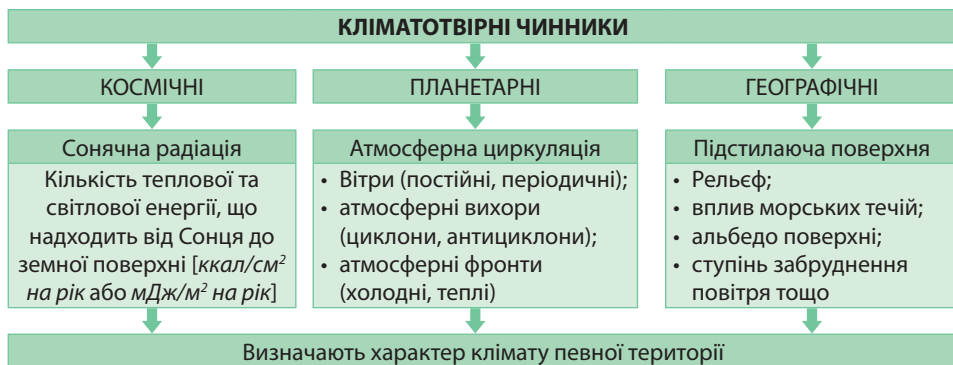 КЛІМАТОТВІРНІ ЧИННИКИ
КОСМІЧНІ
ПЛАНЕТАРНІ
ГЕОГРАФІЧНІ
Сонячна радіація
Кількість теплової та
світлової енергії, що
надходить від Сонця до
земної поверхні [ккал/см²
на рік або мДж/м² на рік]
Атмосферна циркуляція
• Вітри (постійні, періодичні);
• атмосферні вихори
(циклони, антициклони);
• атмосферні фронти
(холодні, теплі)
Підстилаюча поверхня
• Рельєф;
• вплив морських течій;
• альбедо поверхні;
• ступінь забруднення
повітря тощо
Визначають характер клімату певної території